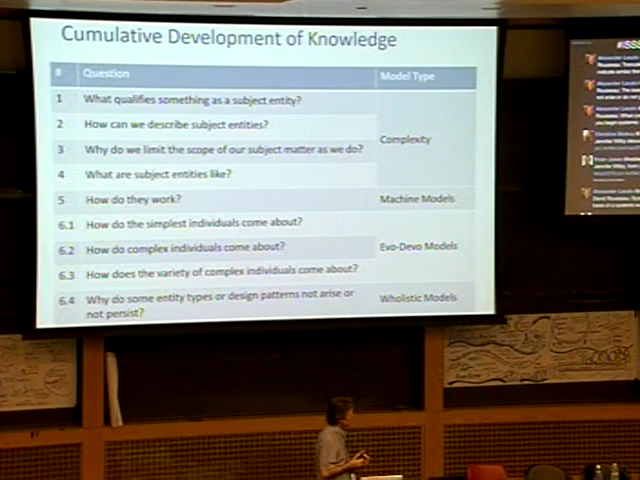 Cumulative Development of Knowledge
# Question Model Type
1 What qualifies something as a subject entity?
2 How can we describe subject entities?
Complexity
3 Why do we limit the scope of our subject matter as we do?
4 What are subject entities like?
5 How do they work? Machine Models
6.1 How do the simplest individuals come about?
6.2 How do complex individuals come about? Evo-Devo Models
6.3 How does the variety of complex individuals come about?
6.4 Why do some entity types or design patterns not arise or
not persist?
Wholistic Models
#ISSS